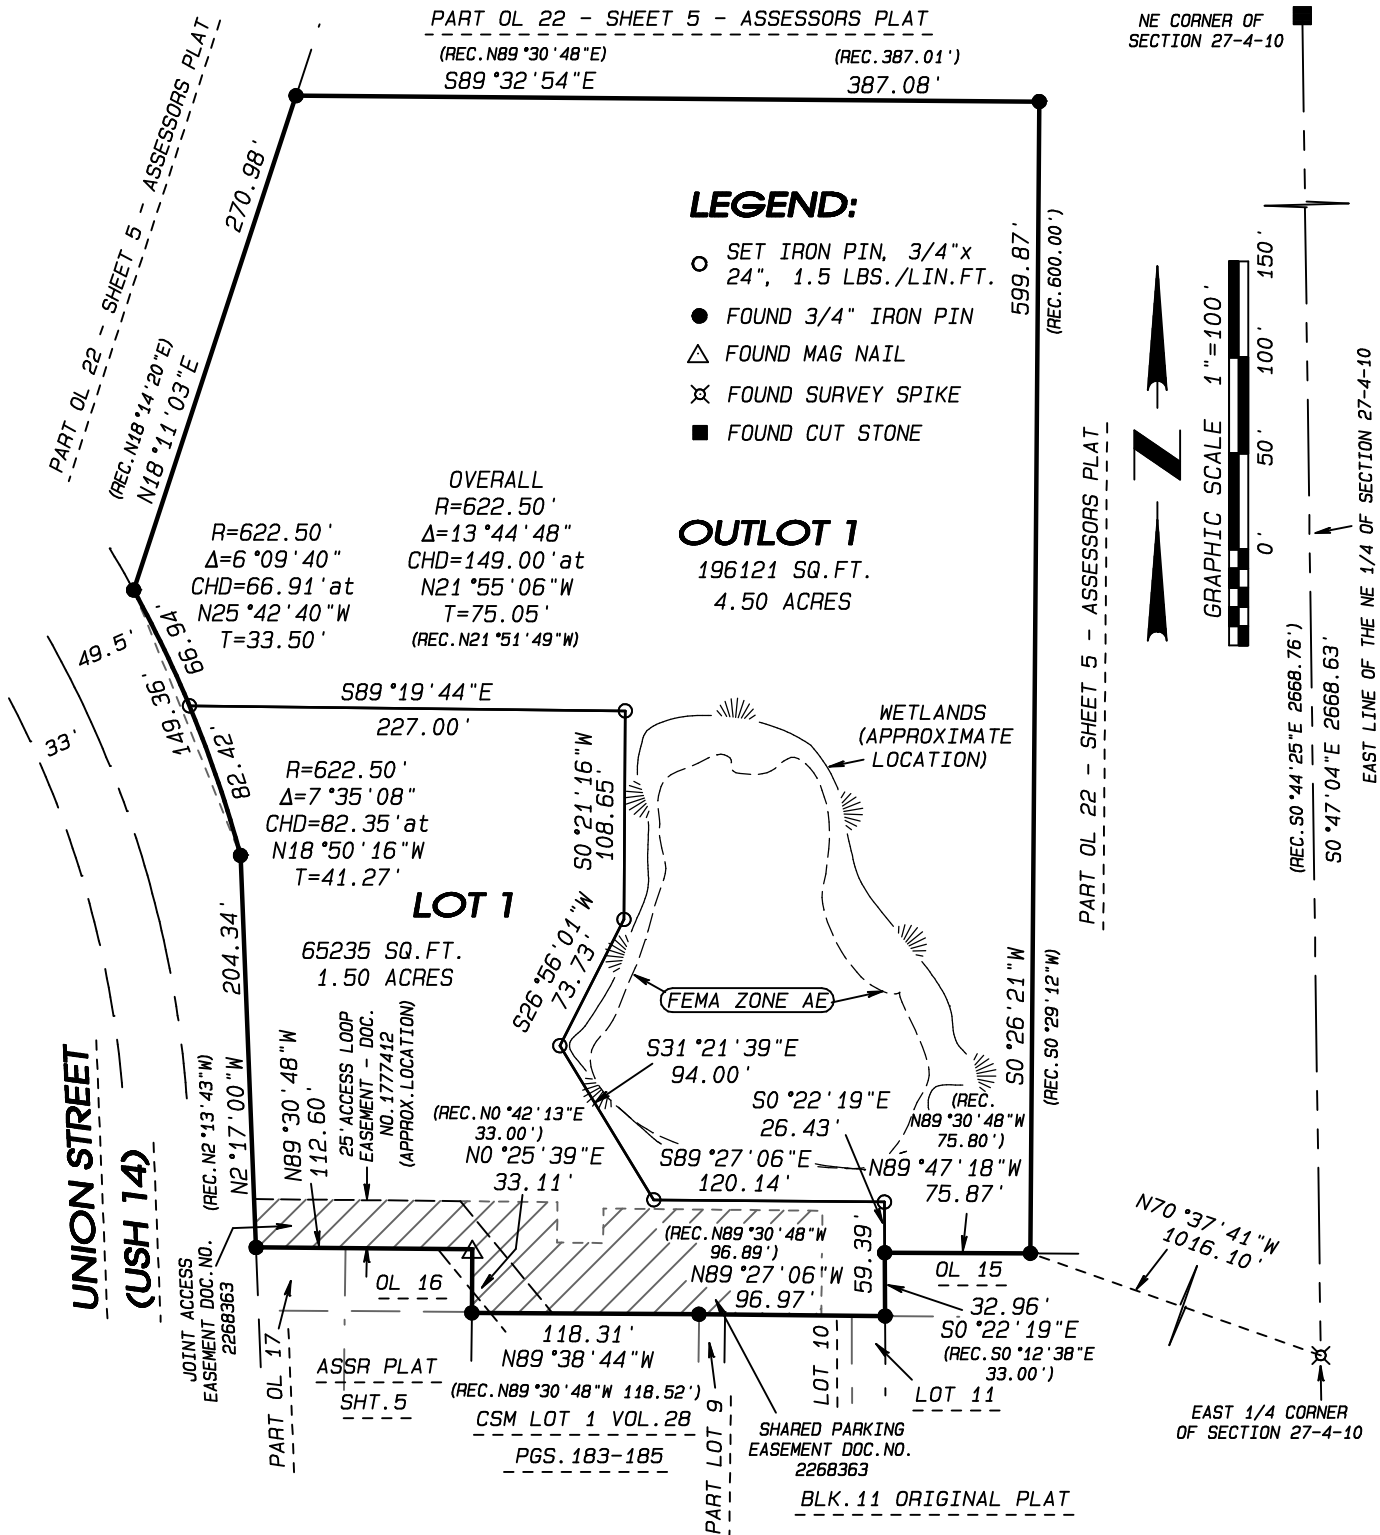 PART OL 22 - SHEET 5 - ASSESSORS PLAT
(REC.N89°30'48"E)
(REC.387.01')
S89°32'54"E
387.08'
NE CORNER OF
SECTION 27-4-10
PART OL 22 - SHEET 5 - ASSESSORS PLAT
270.98'
(REC.N18°14'20"E)
N18°11'03"E
LEGEND:
SET IRON PIN, 3/4"x
24", 1.5 LBS./LIN.FT.
FOUND 3/4" IRON PIN
FOUND MAG NAIL
FOUND SURVEY SPIKE
FOUND CUT STONE
599.87'
(REC.600.00')
N
GRAPHIC SCALE 1"=100'
0'
50'
100'
150'
EAST LINE OF THE NE 1/4 OF SECTION 27-4-10
(REC.S0°44'25"E 2668.76')
S0°47'04"E 2668.63'
PART OL 22 - SHEET 5 - ASSESSORS PLAT
R=622.50'
Δ=6°09'40"
CHD=66.91'at
N25°42'40"W
T=33.50'
OVERALL
R=622.50'
Δ=13°44'48"
CHD=149.00'at
N21°55'06"W
T=75.05'
(REC.N21°51'49"W)
OUTLOT 1
196121 SQ.FT.
4.50 ACRES
49.5'
33'
66.94'
149.36'
82.42'
S89°19'44"E
227.00'
WETLANDS
(APPROXIMATE
LOCATION)
R=622.50'
Δ=7°35'08"
CHD=82.35'at
N18°50'16"W
T=41.27'
S0°21'16"W
108.65'
LOT 1
65235 SQ.FT.
1.50 ACRES
204.34'
N2°17'00"W
(REC.N2°13'43"W)
S26°56'01"W
73.73'
FEMA ZONE AE
S0°26'21"W
(REC.S0°29'12"W)
UNION STREET
(USH 14)
N89°30'48"W
112.60'
25'ACCESS LOOP
EASEMENT - DOC.
NO.1777412
(APPROX.LOCATION)
S31°21'39"E
94.00'
(REC.N0°42'13"E
33.00')
N0°25'39"E
33.11'
S0°22'19"E
26.43'
(REC.
N89°30'48"W
75.80')
N89°47'18"W
75.87'
S89°27'06"E
120.14'
JOINT ACCESS
EASEMENT DOC.NO.
2268363
(REC.N89°30'48"W
96.89')
N89°27'06"W
96.97'
59.39'
OL 16
OL 15
32.96'
S0°22'19"E
(REC.S0°12'38"E
33.00')
N70°37'41"W
1016.10'
118.31'
N89°38'44"W
(REC.N89°30'48"W 118.52')
PART OL 17
ASSR PLAT
SHT.5
CSM LOT 1 VOL.28
PGS.183-185
PART LOT 9
LOT 10
LOT 11
SHARED PARKING
EASEMENT DOC.NO.
2268363
BLK.11 ORIGINAL PLAT
EAST 1/4 CORNER
OF SECTION 27-4-10